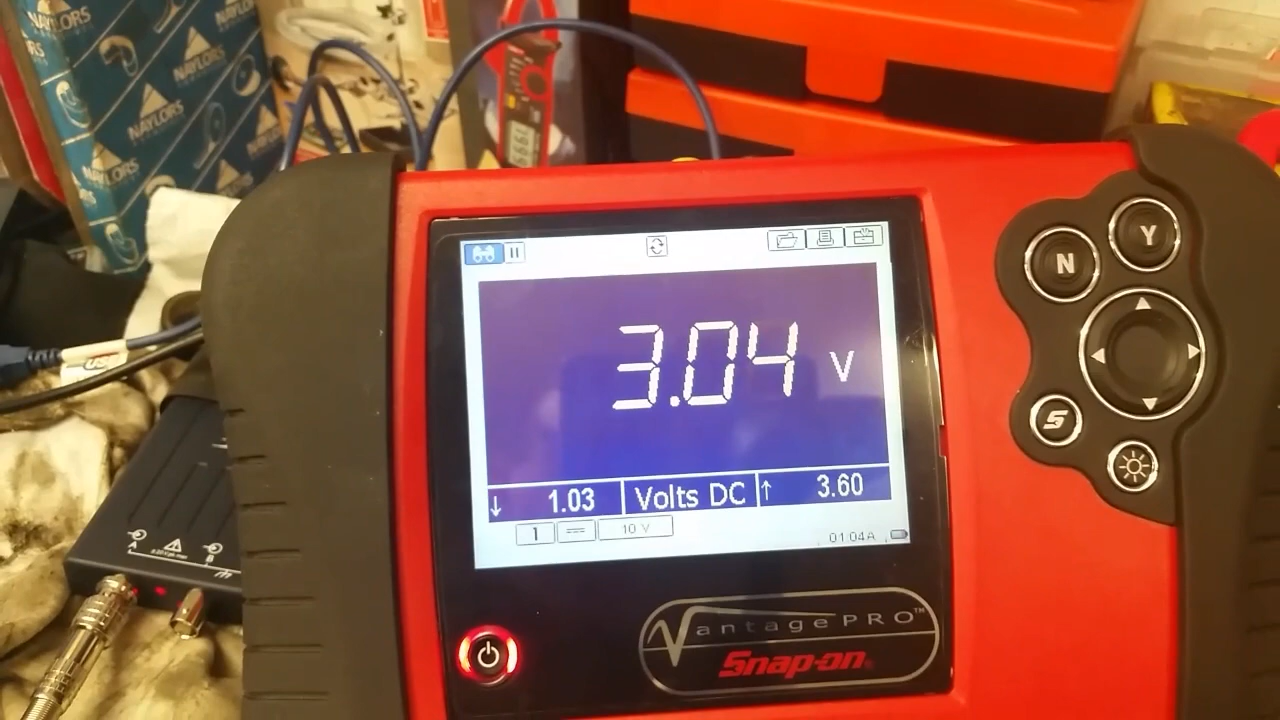 NAYLORS
NAYLORS
NAYLORS
NAYLORS
N
Y
3.04 V
↓ 1.03 Volts DC ↑ 3.60
1 10 V
01:04A
S
USB
A
B
VantagePRO™
Snap-on®